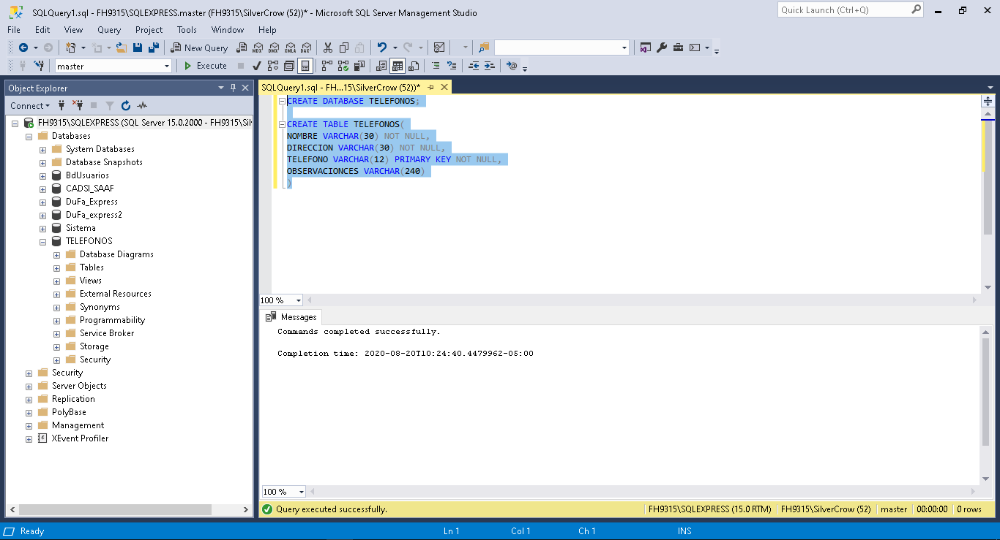 SQLQuery1.sql - FH9315\SQLEXPRESS.master (FH9315\SilverCrow (52))* - Microsoft SQL Server Management Studio
Quick Launch (Ctrl+Q)
File Edit View Query Project Tools Window Help
New Query MDX DMX XMLA DAX
master Execute
Object Explorer
Connect
FH9315\SQLEXPRESS (SQL Server 15.0.2000 - FH9315\Sil
Databases
System Databases
Database Snapshots
BdUsuarios
CADSI_SAAF
DuFa_Express
DuFa_express2
Sistema
TELEFONOS
Database Diagrams
Tables
Views
External Resources
Synonyms
Programmability
Service Broker
Storage
Security
Security
Server Objects
Replication
PolyBase
Management
XEvent Profiler
SQLQuery1.sql - FH...15\SilverCrow (52))*
CREATE DATABASE TELEFONOS;
CREATE TABLE TELEFONOS(
NOMBRE VARCHAR(30) NOT NULL,
DIRECCION VARCHAR(30) NOT NULL,
TELEFONO VARCHAR(12) PRIMARY KEY NOT NULL,
OBSERVACIONCES VARCHAR(240)
)
100 %
Messages
Commands completed successfully.
Completion time: 2020-08-20T10:24:40.4479962-05:00
100 %
Query executed successfully. FH9315\SQLEXPRESS (15.0 RTM) FH9315\SilverCrow (52) master 00:00:00 0 rows
Ready Ln 1 Col 1 Ch 1 INS